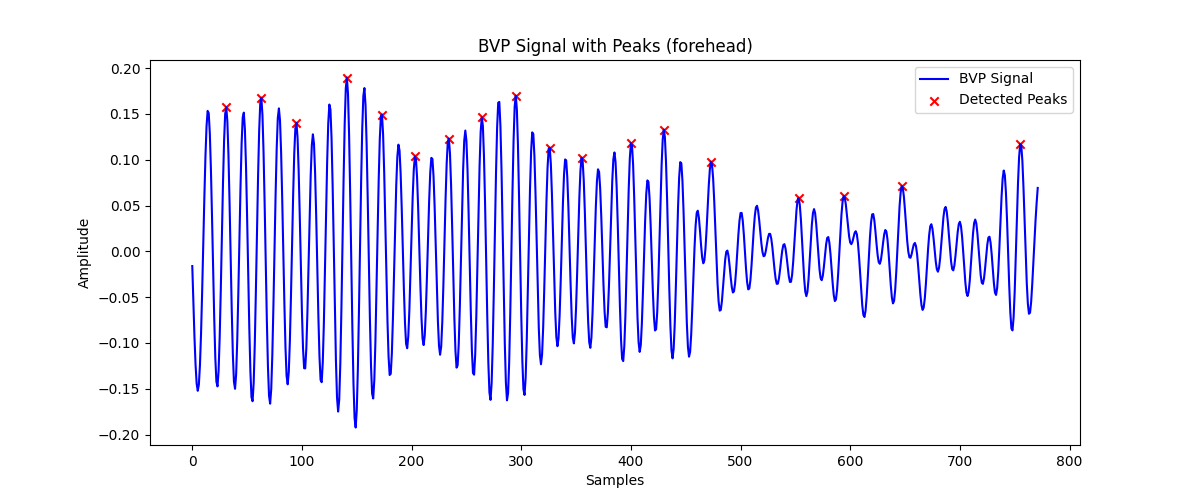 BVP Signal with Peaks (forehead)
BVP Signal
Detected Peaks
Amplitude
0.20
0.15
0.10
0.05
0.00
−0.05
−0.10
−0.15
−0.20
0 100 200 300 400 500 600 700 800
Samples